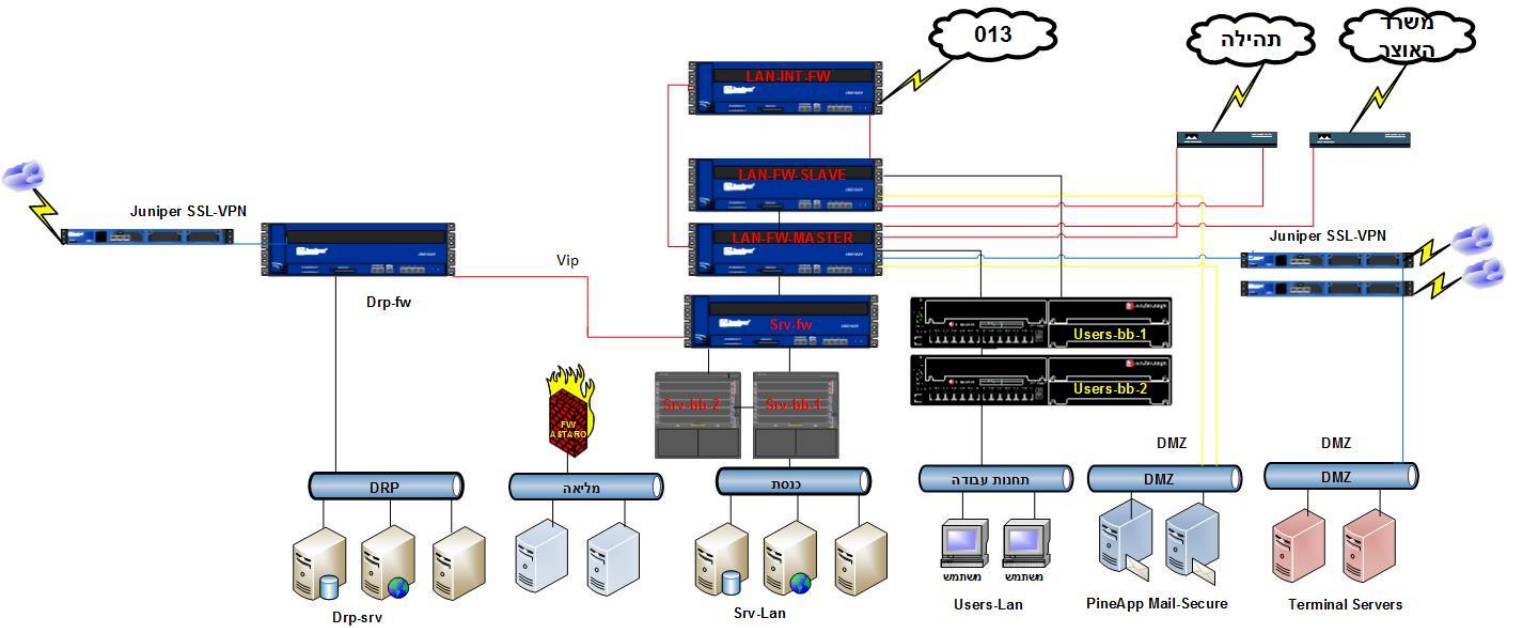 013
תהילה
משרד
האוצר
LAN-INT-FW
LAN-FW-SLAVE
Juniper SSL-VPN
LAN-FW-MASTER
Juniper SSL-VPN
Vip
Drp-fw
Srv-fw
Users-bb-1
Users-bb-2
Srv-bb-2
Srv-bb-1
FW
ASTARO
DMZ
DMZ
DRP
מליאה
כנסת
תחנות עבודה
DMZ
DMZ
משתמש
משתמש
Drp-srv
Srv-Lan
Users-Lan
PineApp Mail-Secure
Terminal Servers